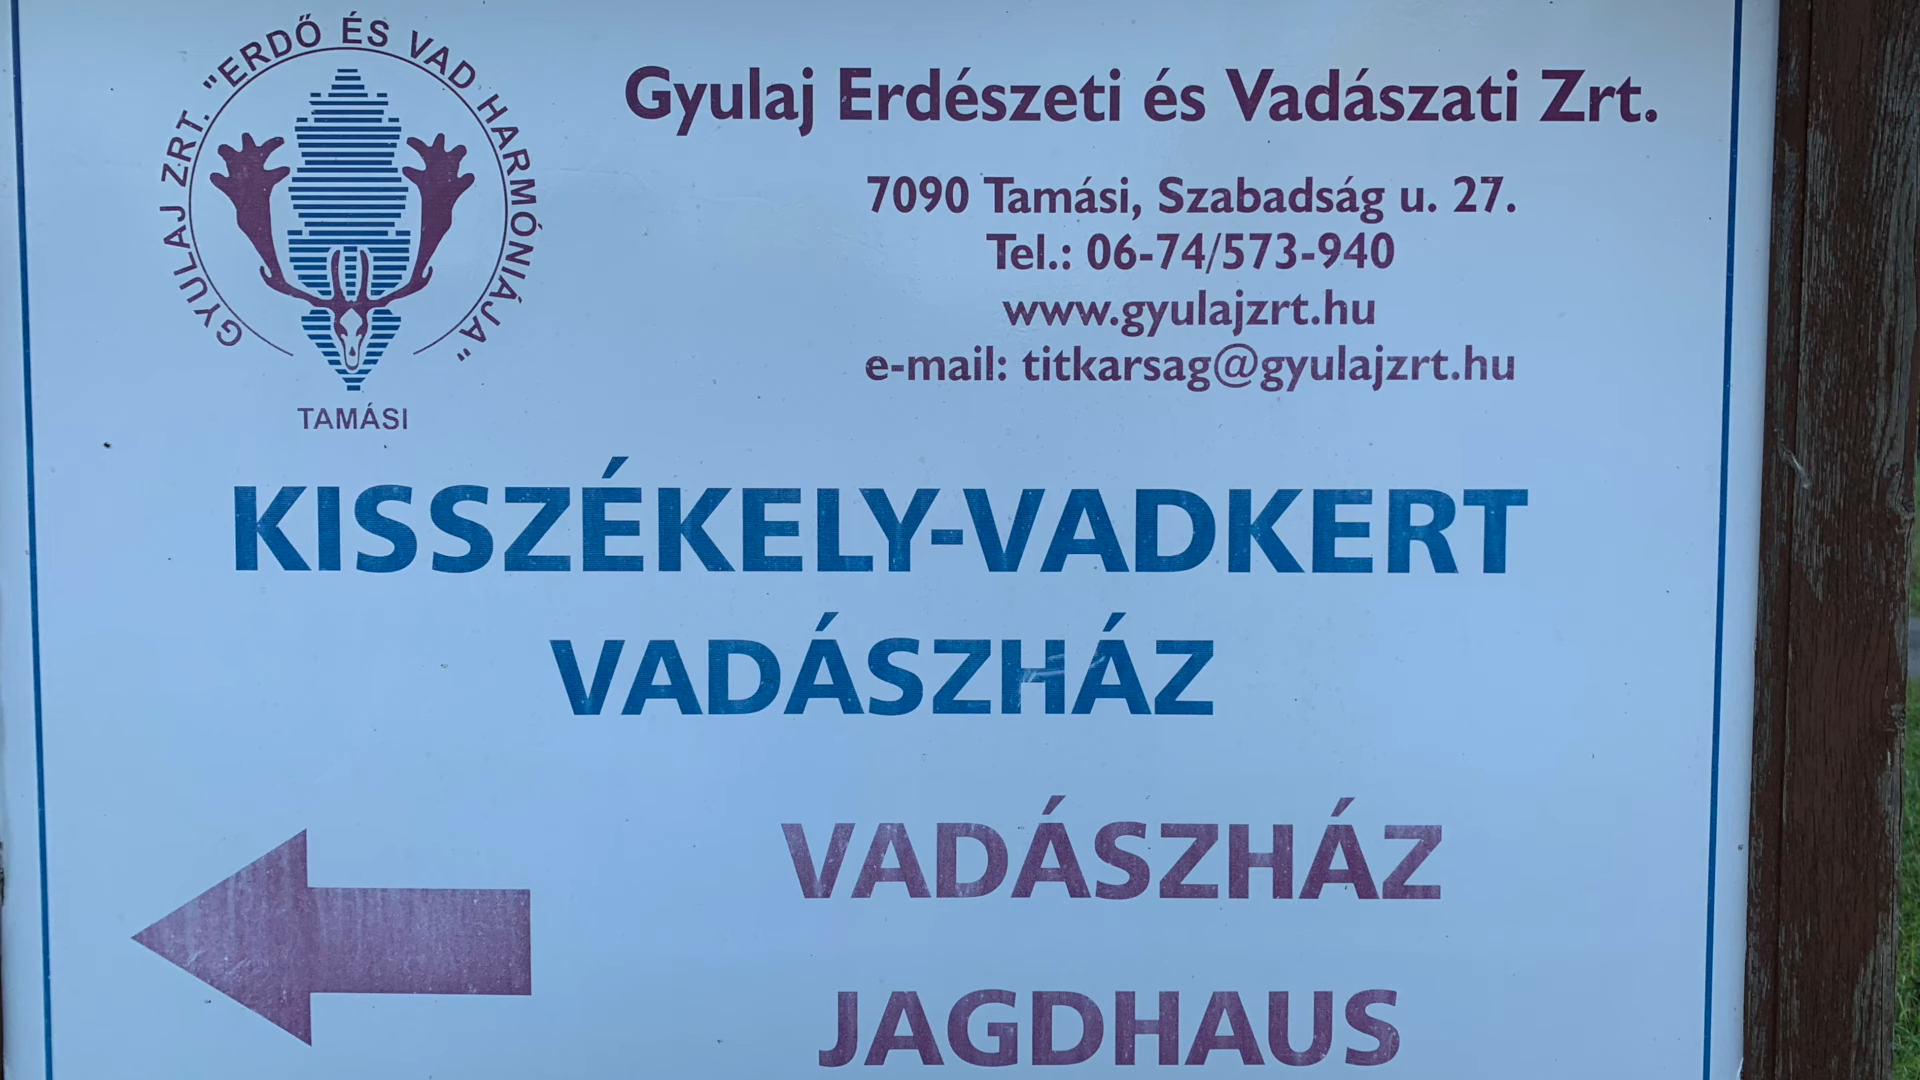 GYULAJ ZRT. "ERDŐ ÉS VAD HARMÓNIÁJA"
TAMÁSI
Gyulaj Erdészeti és Vadászati Zrt.
7090 Tamási, Szabadság u. 27.
Tel.: 06-74/573-940
www.gyulajzrt.hu
e-mail: titkarsag@gyulajzrt.hu
KISSZÉKELY-VADKERT
VADÁSZHÁZ
VADÁSZHÁZ
JAGDHAUS